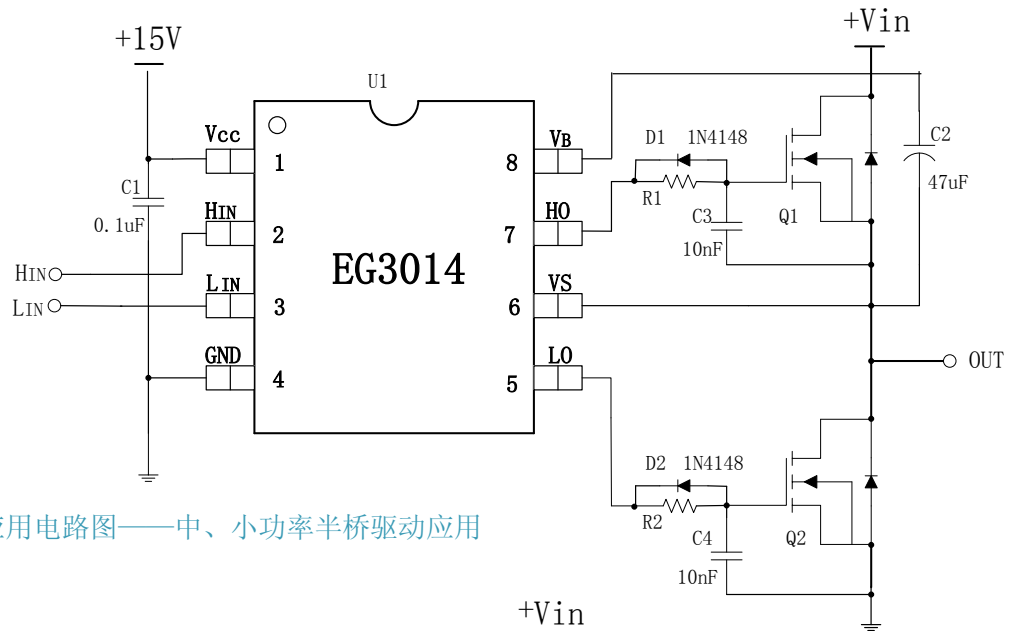 +Vin
+15V
U1
Vcc
VB
1
8
D1 1N4148
C2
47uF
C1
0.1uF
R1
HIN
HO
2
7
C3
Q1
10nF
EG3014
HIN
LIN
VS
LIN
3
6
GND
LO
OUT
4
5
D2 1N4148
应用电路图——中、小功率半桥驱动应用
R2
C4
Q2
10nF
+Vin